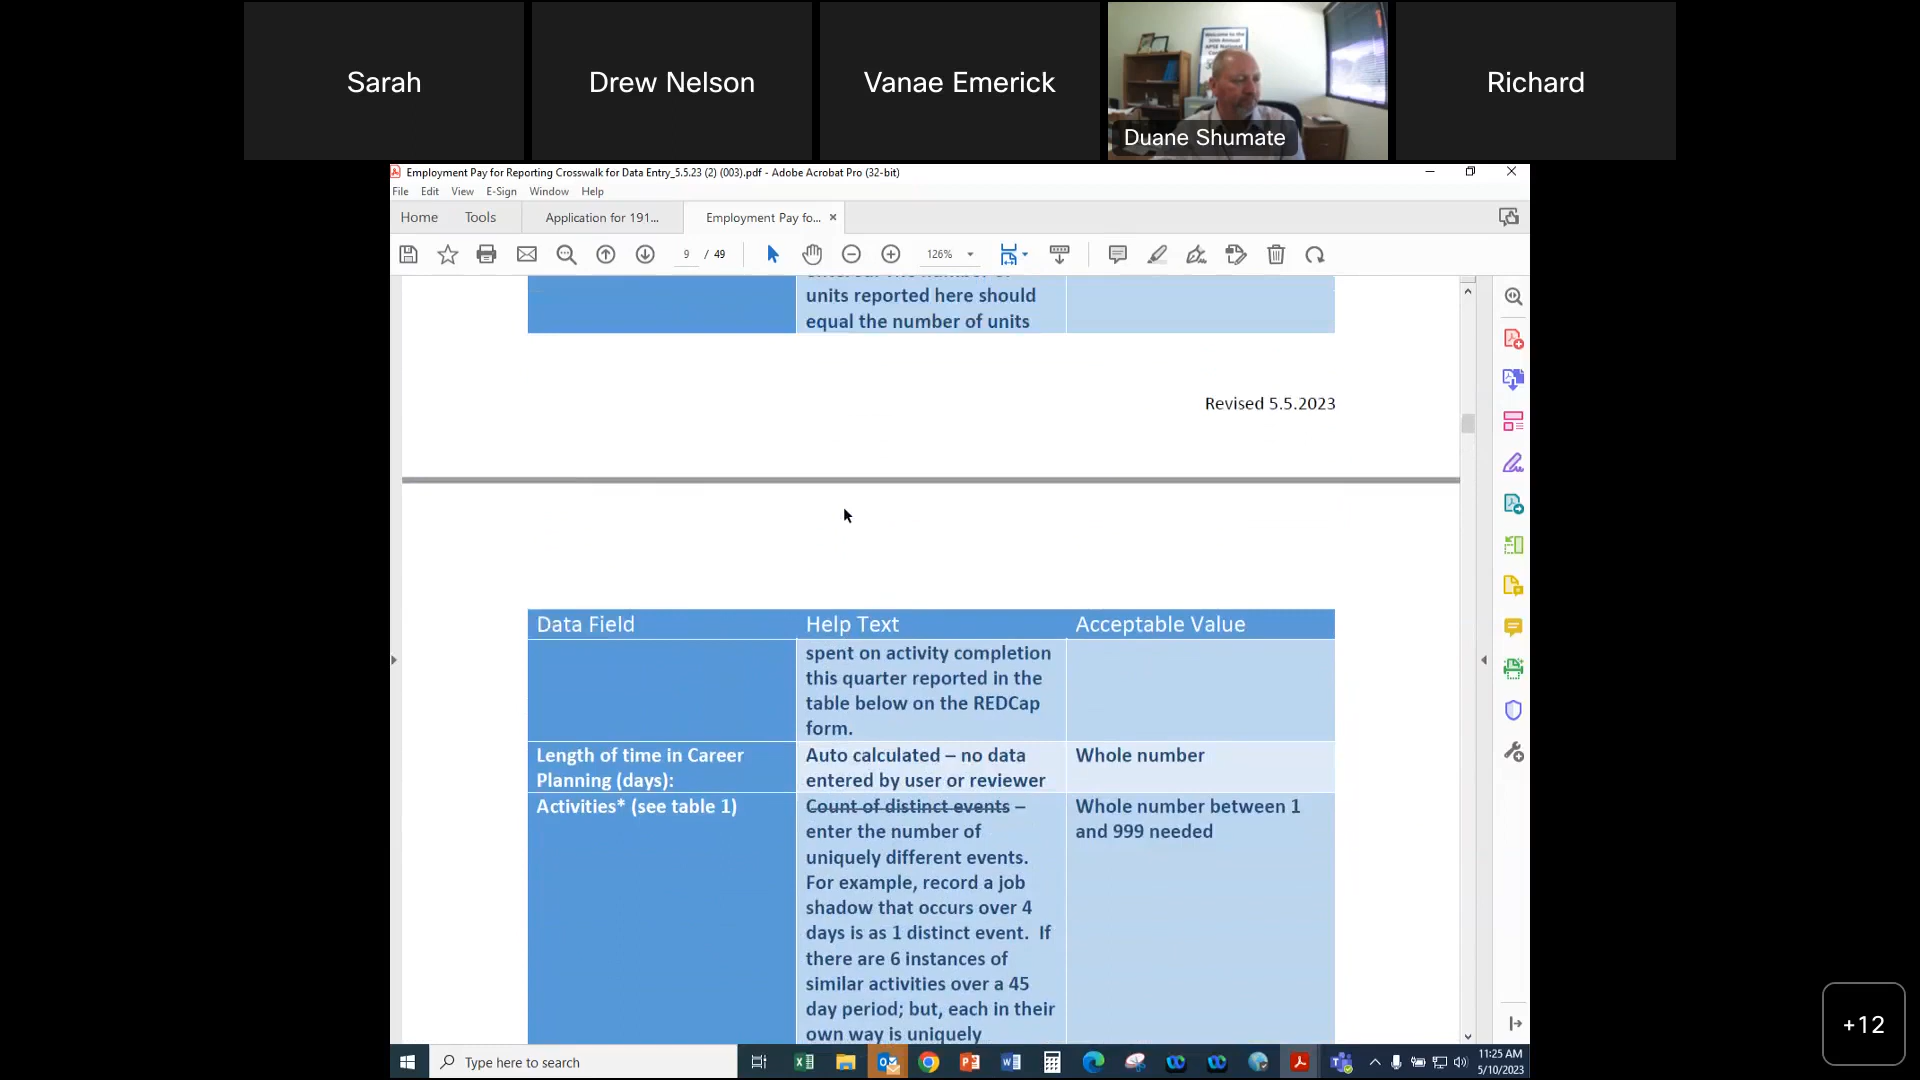 Sarah
Drew Nelson
Vanae Emerick
Duane Shumate
Richard
Employment Pay for Reporting Crosswalk for Data Entry_5.5.23 (2) (003).pdf - Adobe Acrobat Pro (32-bit)
File Edit View E-Sign Window Help
Home Tools Application for 191... Employment Pay fo... ×
9 / 49 126%
units reported here should
equal the number of units
Revised 5.5.2023
Data Field Help Text Acceptable Value
spent on activity completion
this quarter reported in the
table below on the REDCap
form.
Length of time in Career
Planning (days):
Auto calculated – no data
entered by user or reviewer
Whole number
Activities* (see table 1)
Count of distinct events –
enter the number of
uniquely different events.
For example, record a job
shadow that occurs over 4
days is as 1 distinct event. If
there are 6 instances of
similar activities over a 45
day period; but, each in their
own way is uniquely
Whole number between 1
and 999 needed
+12
Type here to search
11:25 AM
5/10/2023